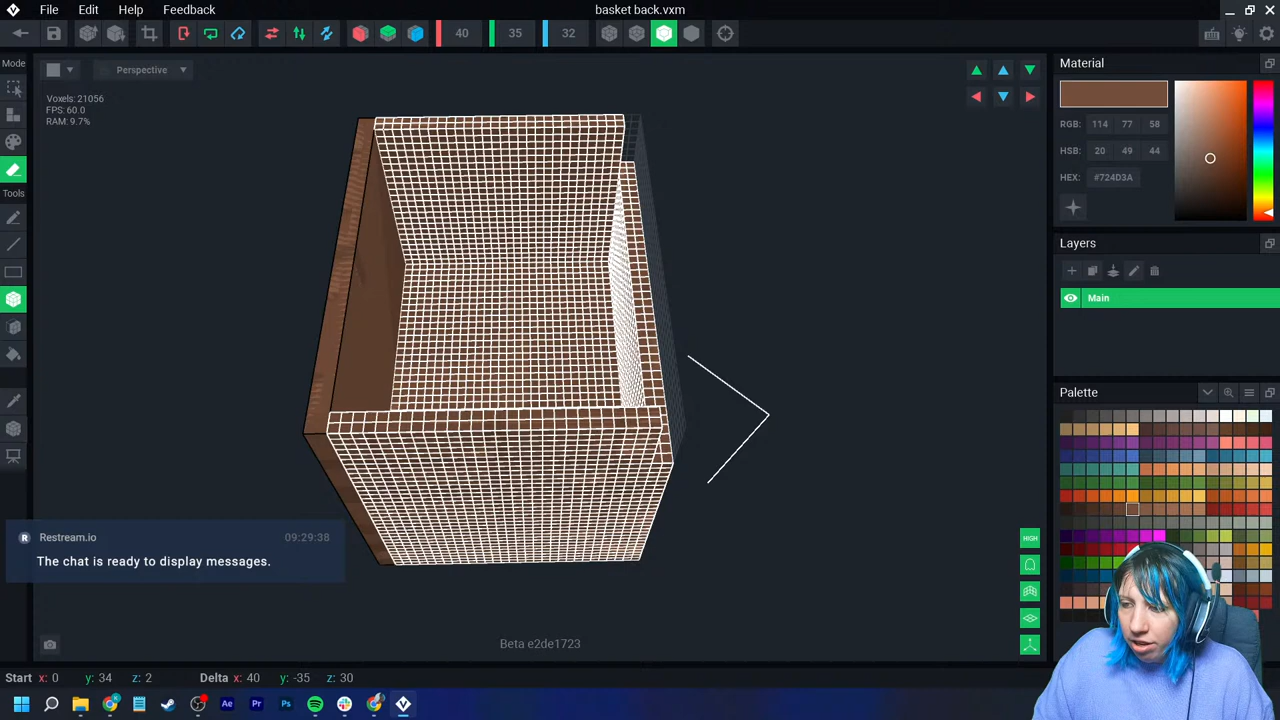 File Edit Help Feedback
basket back.vxm
40 35 32
Mode
Perspective
Voxels: 21056
FPS: 60.0
RAM: 9.7%
Tools
Material
RGB: 114 77 58
HSB: 20 49 44
HEX: #724D3A
Layers
Main
Palette
R Restream.io 09:29:38
The chat is ready to display messages.
HIGH
Beta e2de1723
Start x: 0 y: 34 z: 2 Delta x: 40 y: -35 z: 30
Ae Pr Ps